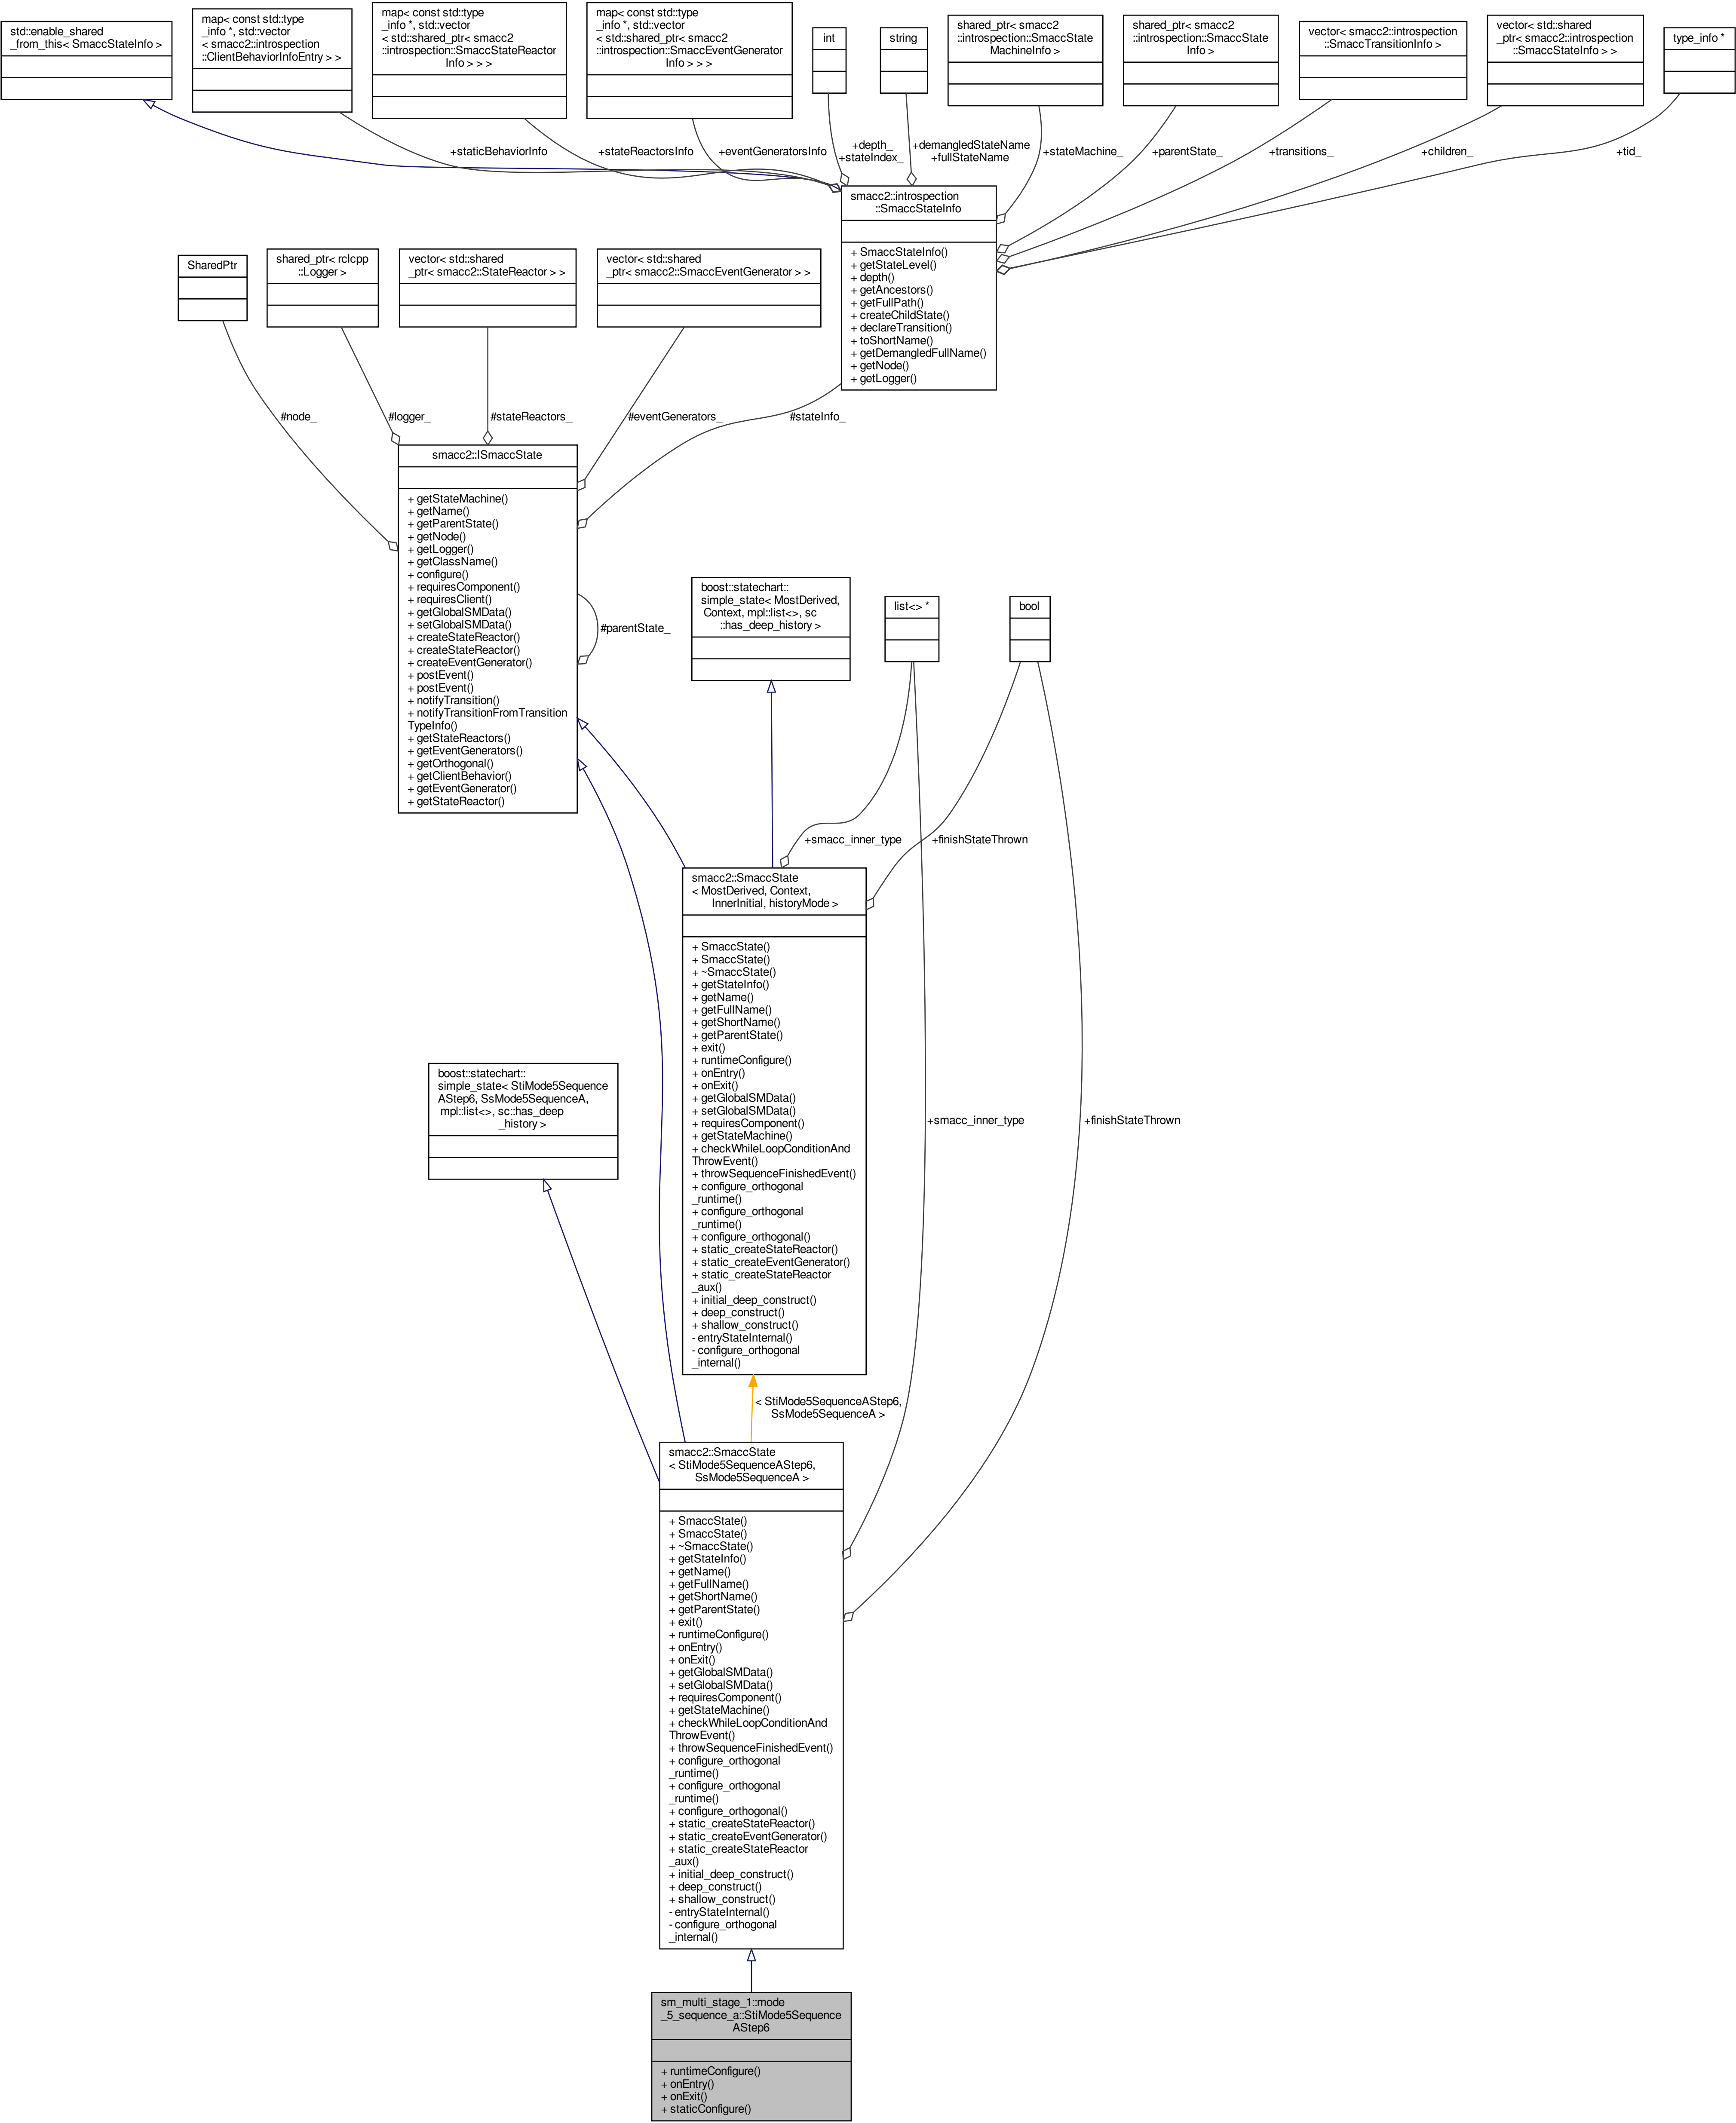 std::enable_shared
_from_this< SmaccStateInfo >
map< const std::type
_info *, std::vector
< smacc2::introspection
::ClientBehaviorInfoEntry > >
map< const std::type
_info *, std::vector
< std::shared_ptr< smacc2
::introspection::SmaccStateReactor
Info > > >
map< const std::type
_info *, std::vector
< std::shared_ptr< smacc2
::introspection::SmaccEventGenerator
Info > > >
int
string
shared_ptr< smacc2
::introspection::SmaccState
MachineInfo >
shared_ptr< smacc2
::introspection::SmaccState
Info >
vector< smacc2::introspection
::SmaccTransitionInfo >
vector< std::shared
_ptr< smacc2::introspection
::SmaccStateInfo > >
type_info *
+staticBehaviorInfo
+stateReactorsInfo
+eventGeneratorsInfo
+depth_
+stateIndex_
+demangledStateName
+fullStateName
+stateMachine_
+parentState_
+transitions_
+children_
+tid_
smacc2::introspection
::SmaccStateInfo
+ SmaccStateInfo()
+ getStateLevel()
+ depth()
+ getAncestors()
+ getFullPath()
+ createChildState()
+ declareTransition()
+ toShortName()
+ getDemangledFullName()
+ getNode()
+ getLogger()
SharedPtr
shared_ptr< rclcpp
::Logger >
vector< std::shared
_ptr< smacc2::StateReactor > >
vector< std::shared
_ptr< smacc2::SmaccEventGenerator > >
#node_
#logger_
#stateReactors_
#eventGenerators_
#stateInfo_
smacc2::ISmaccState
+ getStateMachine()
+ getName()
+ getParentState()
+ getNode()
+ getLogger()
+ getClassName()
+ configure()
+ requiresComponent()
+ requiresClient()
+ getGlobalSMData()
+ setGlobalSMData()
+ createStateReactor()
+ createStateReactor()
+ createEventGenerator()
+ postEvent()
+ postEvent()
+ notifyTransition()
+ notifyTransitionFromTransition
TypeInfo()
+ getStateReactors()
+ getEventGenerators()
+ getOrthogonal()
+ getClientBehavior()
+ getEventGenerator()
+ getStateReactor()
#parentState_
boost::statechart::
simple_state< MostDerived,
Context, mpl::list<>, sc
::has_deep_history >
list<> *
bool
+smacc_inner_type
+finishStateThrown
smacc2::SmaccState
< MostDerived, Context,
InnerInitial, historyMode >
+ SmaccState()
+ SmaccState()
+ ~SmaccState()
+ getStateInfo()
+ getName()
+ getFullName()
+ getShortName()
+ getParentState()
+ exit()
+ runtimeConfigure()
+ onEntry()
+ onExit()
+ getGlobalSMData()
+ setGlobalSMData()
+ requiresComponent()
+ getStateMachine()
+ checkWhileLoopConditionAnd
ThrowEvent()
+ throwSequenceFinishedEvent()
+ configure_orthogonal
_runtime()
+ configure_orthogonal
_runtime()
+ configure_orthogonal()
+ static_createStateReactor()
+ static_createEventGenerator()
+ static_createStateReactor
_aux()
+ initial_deep_construct()
+ deep_construct()
+ shallow_construct()
- entryStateInternal()
- configure_orthogonal
_internal()
boost::statechart::
simple_state< StiMode5Sequence
AStep6, SsMode5SequenceA,
mpl::list<>, sc::has_deep
_history >
+smacc_inner_type
+finishStateThrown
< StiMode5SequenceAStep6,
SsMode5SequenceA >
smacc2::SmaccState
< StiMode5SequenceAStep6,
SsMode5SequenceA >
+ SmaccState()
+ SmaccState()
+ ~SmaccState()
+ getStateInfo()
+ getName()
+ getFullName()
+ getShortName()
+ getParentState()
+ exit()
+ runtimeConfigure()
+ onEntry()
+ onExit()
+ getGlobalSMData()
+ setGlobalSMData()
+ requiresComponent()
+ getStateMachine()
+ checkWhileLoopConditionAnd
ThrowEvent()
+ throwSequenceFinishedEvent()
+ configure_orthogonal
_runtime()
+ configure_orthogonal
_runtime()
+ configure_orthogonal()
+ static_createStateReactor()
+ static_createEventGenerator()
+ static_createStateReactor
_aux()
+ initial_deep_construct()
+ deep_construct()
+ shallow_construct()
- entryStateInternal()
- configure_orthogonal
_internal()
sm_multi_stage_1::mode
_5_sequence_a::StiMode5Sequence
AStep6
+ runtimeConfigure()
+ onEntry()
+ onExit()
+ staticConfigure()